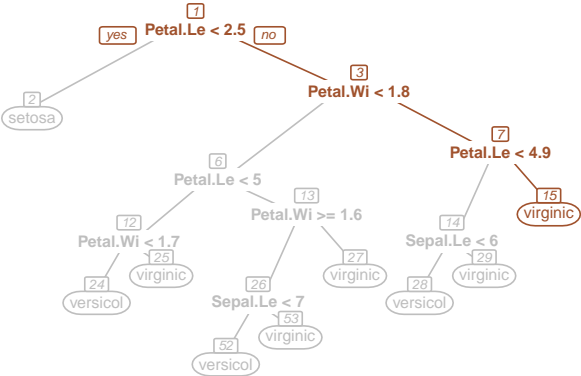 1
Petal.Le < 2.5
yes
no
3
Petal.Wi < 1.8
2
setosa
7
Petal.Le < 4.9
6
Petal.Le < 5
13
Petal.Wi >= 1.6
15
virginic
12
Petal.Wi < 1.7
14
Sepal.Le < 6
25
virginic
27
virginic
29
virginic
24
versicol
26
Sepal.Le < 7
28
versicol
53
virginic
52
versicol